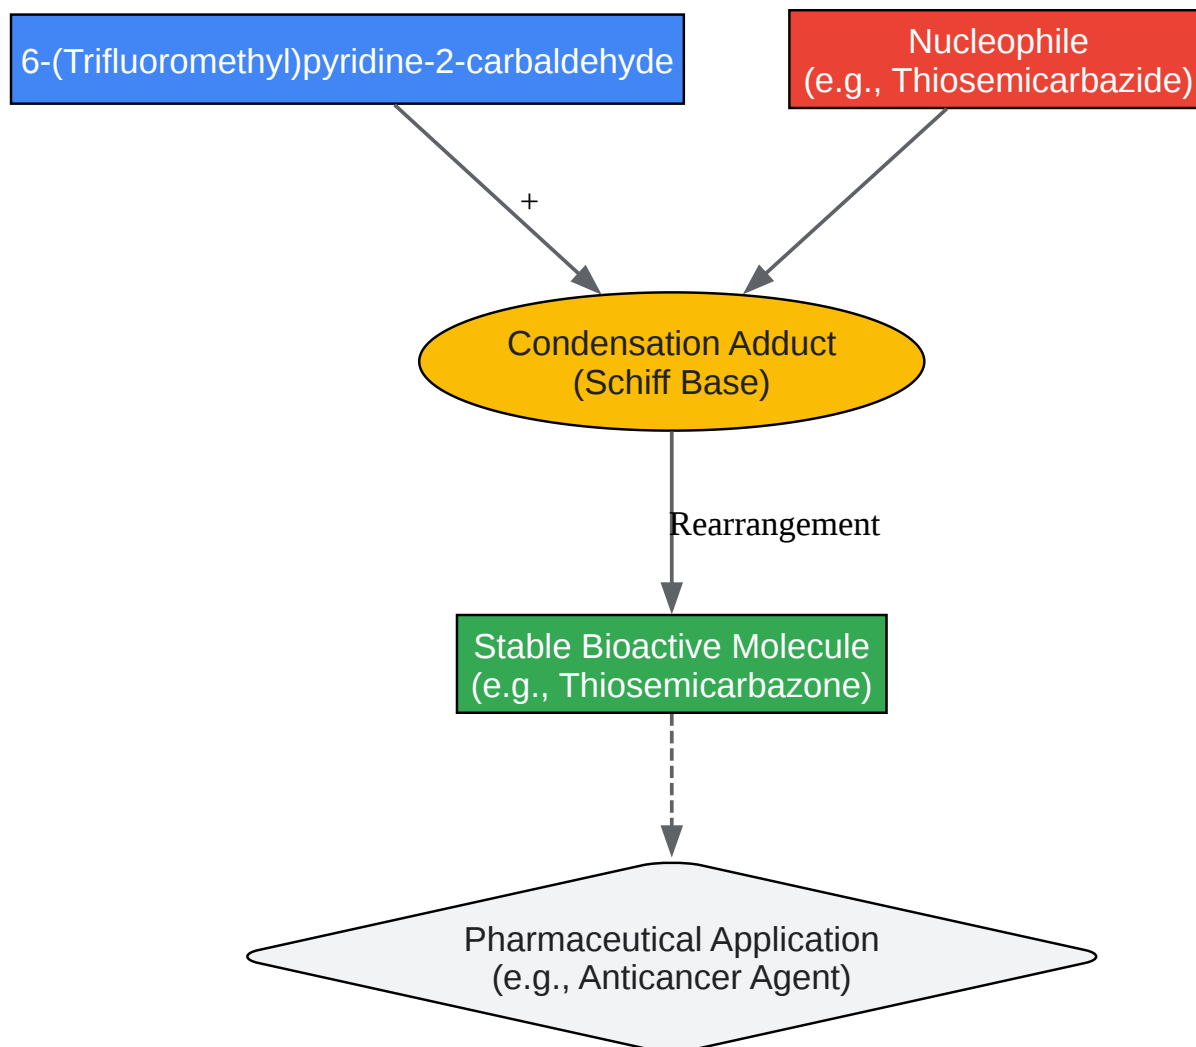 6-(Trifluoromethyl)pyridine-2-carbaldehyde
Nucleophile
(e.g., Thiosemicarbazide)
+
Condensation Adduct
(Schiff Base)
Rearrangement
Stable Bioactive Molecule
(e.g., Thiosemicarbazone)
Pharmaceutical Application
(e.g., Anticancer Agent)